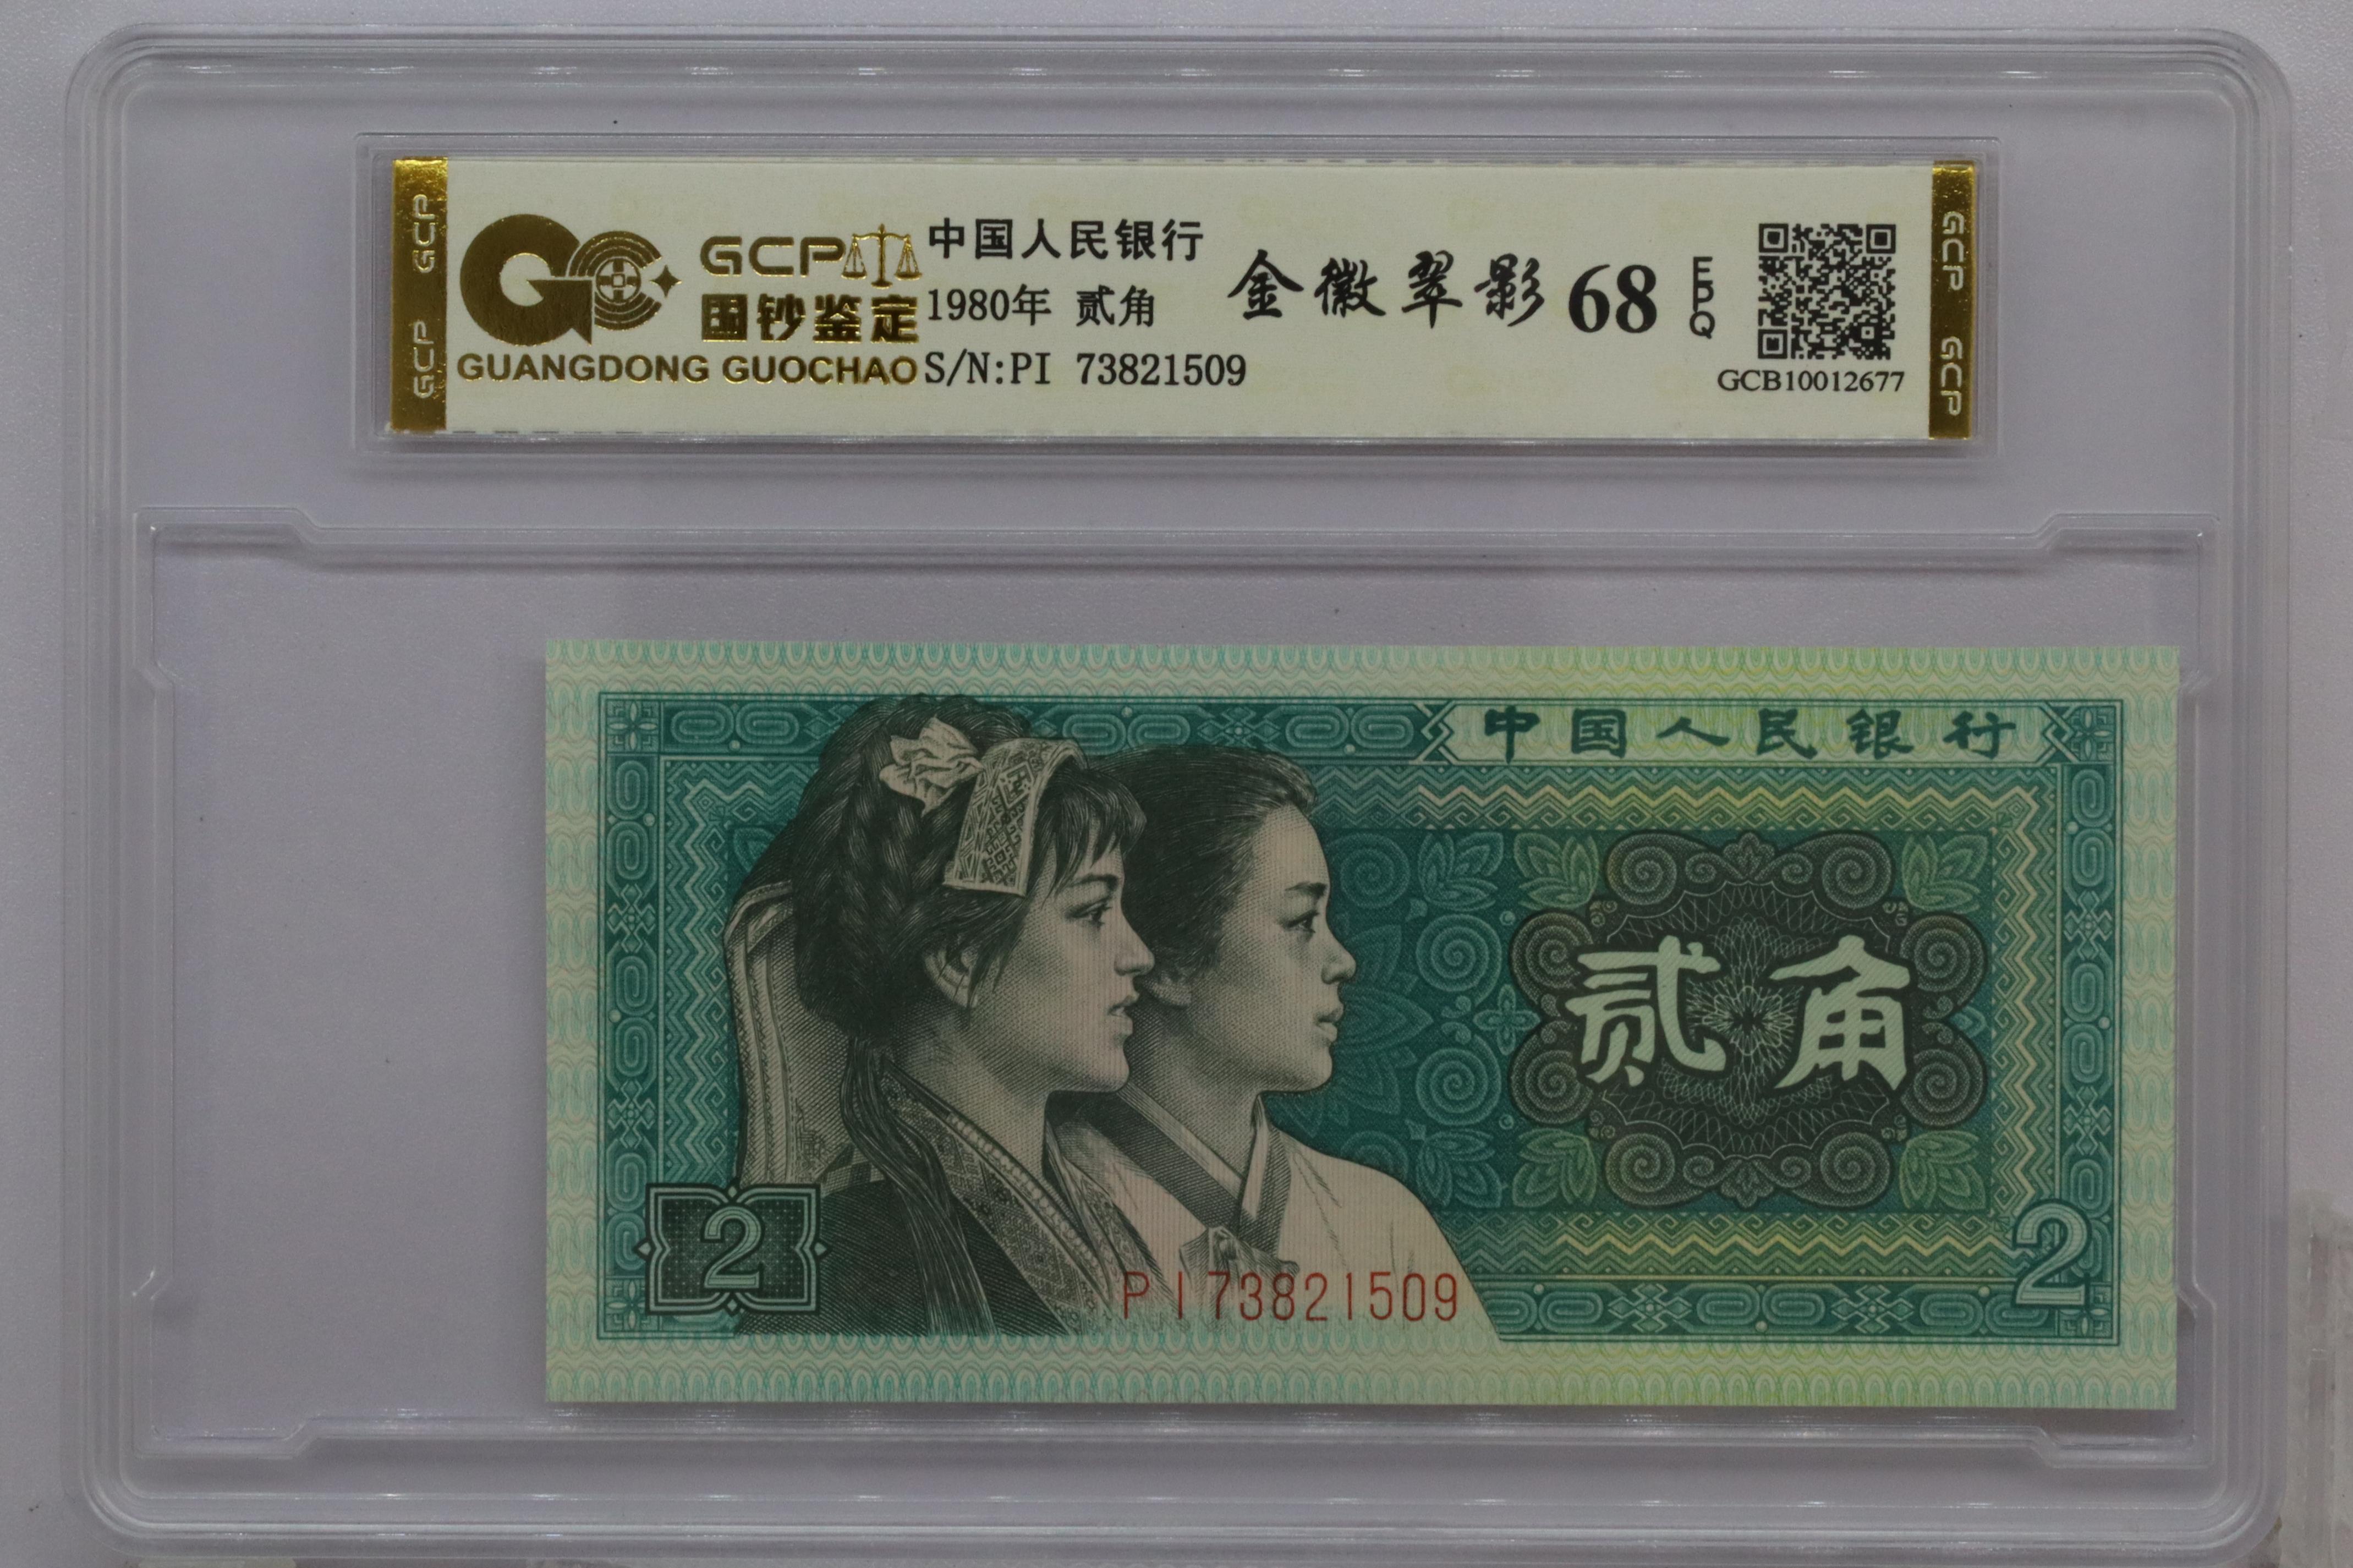 GCP GCP
GCP
国钞鉴定
GUANGDONG GUOCHAO
中国人民银行
1980年 贰角
S/N:PI 73821509
金徽翠影 68 EPQ
GCB10012677
GCP GCP
中国人民银行
贰角
2
2
PI73821509